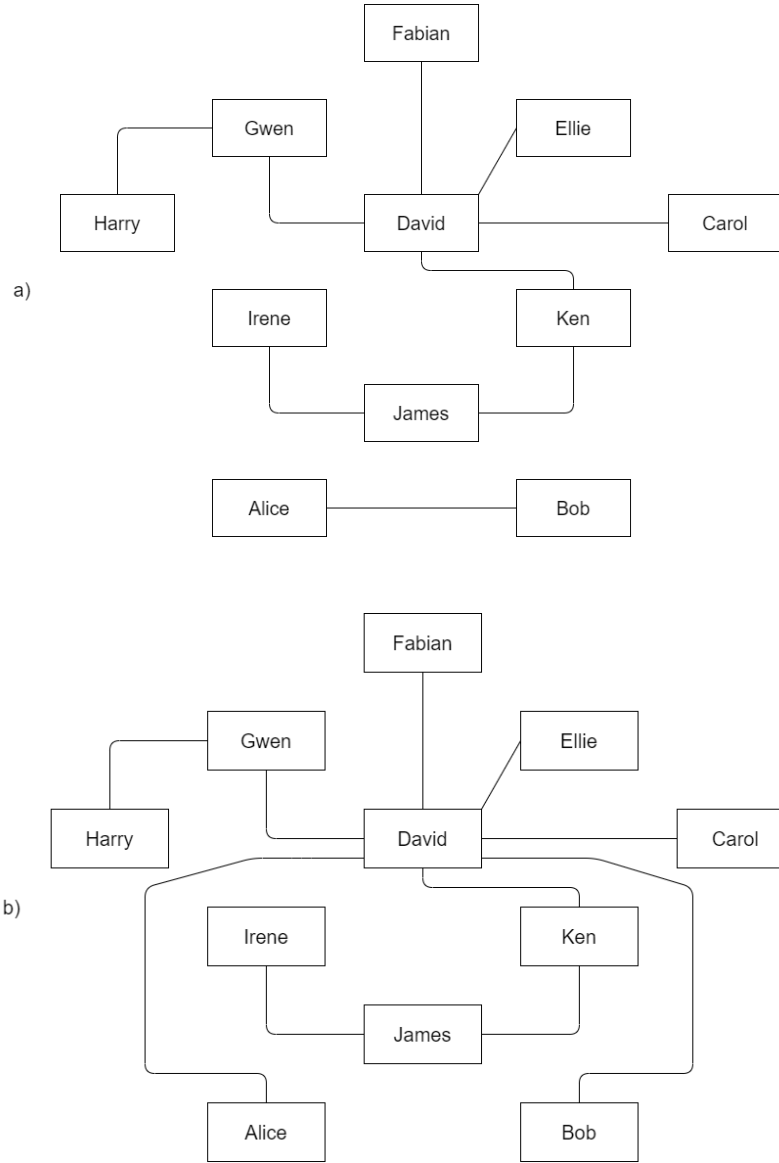 Fabian
Gwen
Ellie
Harry
David
Carol
a)
Irene
Ken
James
Alice
Bob
Fabian
Gwen
Ellie
Harry
David
Carol
b)
Irene
Ken
James
Alice
Bob